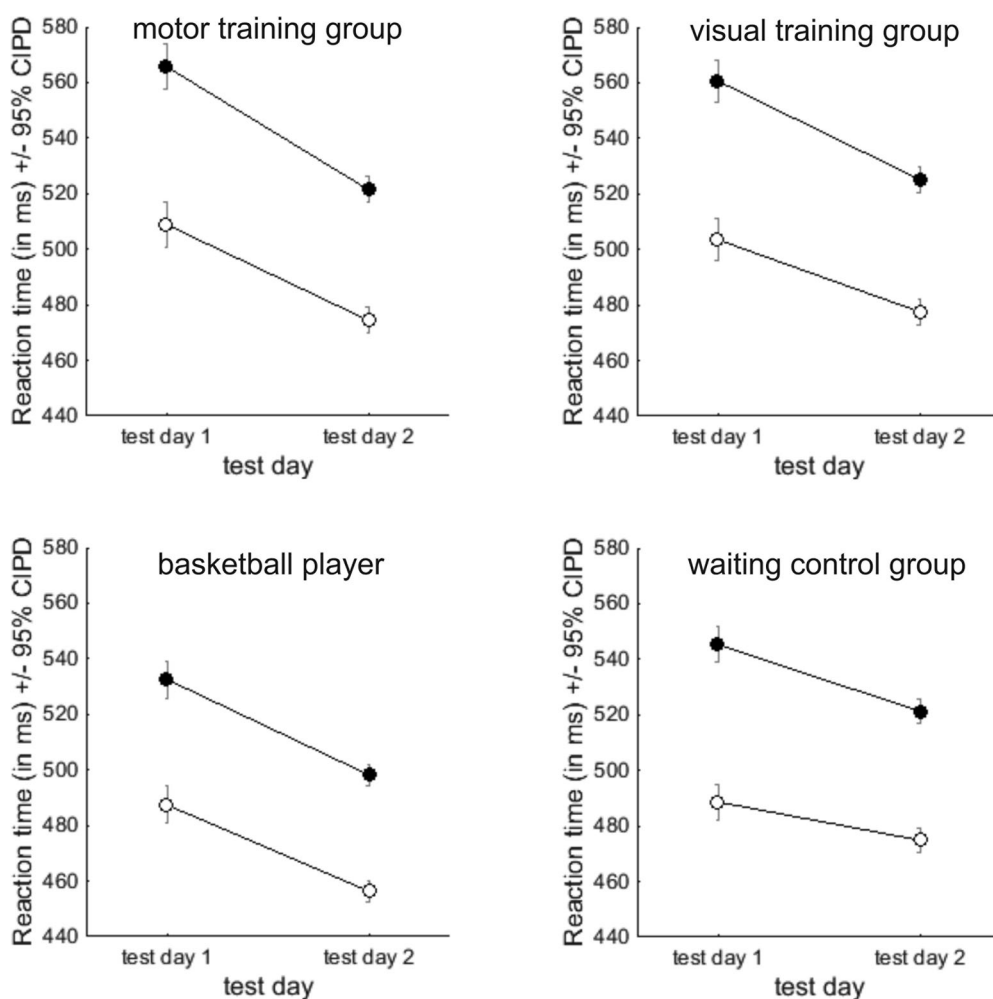 motor training group
Reaction time (in ms) +/- 95% CIPD
580
560
540
520
500
480
460
440
test day 1 test day 2
test day
visual training group
Reaction time (in ms) +/- 95% CIPD
580
560
540
520
500
480
460
440
test day 1 test day 2
test day
basketball player
Reaction time (in ms) +/- 95% CIPD
580
560
540
520
500
480
460
440
test day 1 test day 2
test day
waiting control group
Reaction time (in ms) +/- 95% CIPD
580
560
540
520
500
480
460
440
test day 1 test day 2
test day